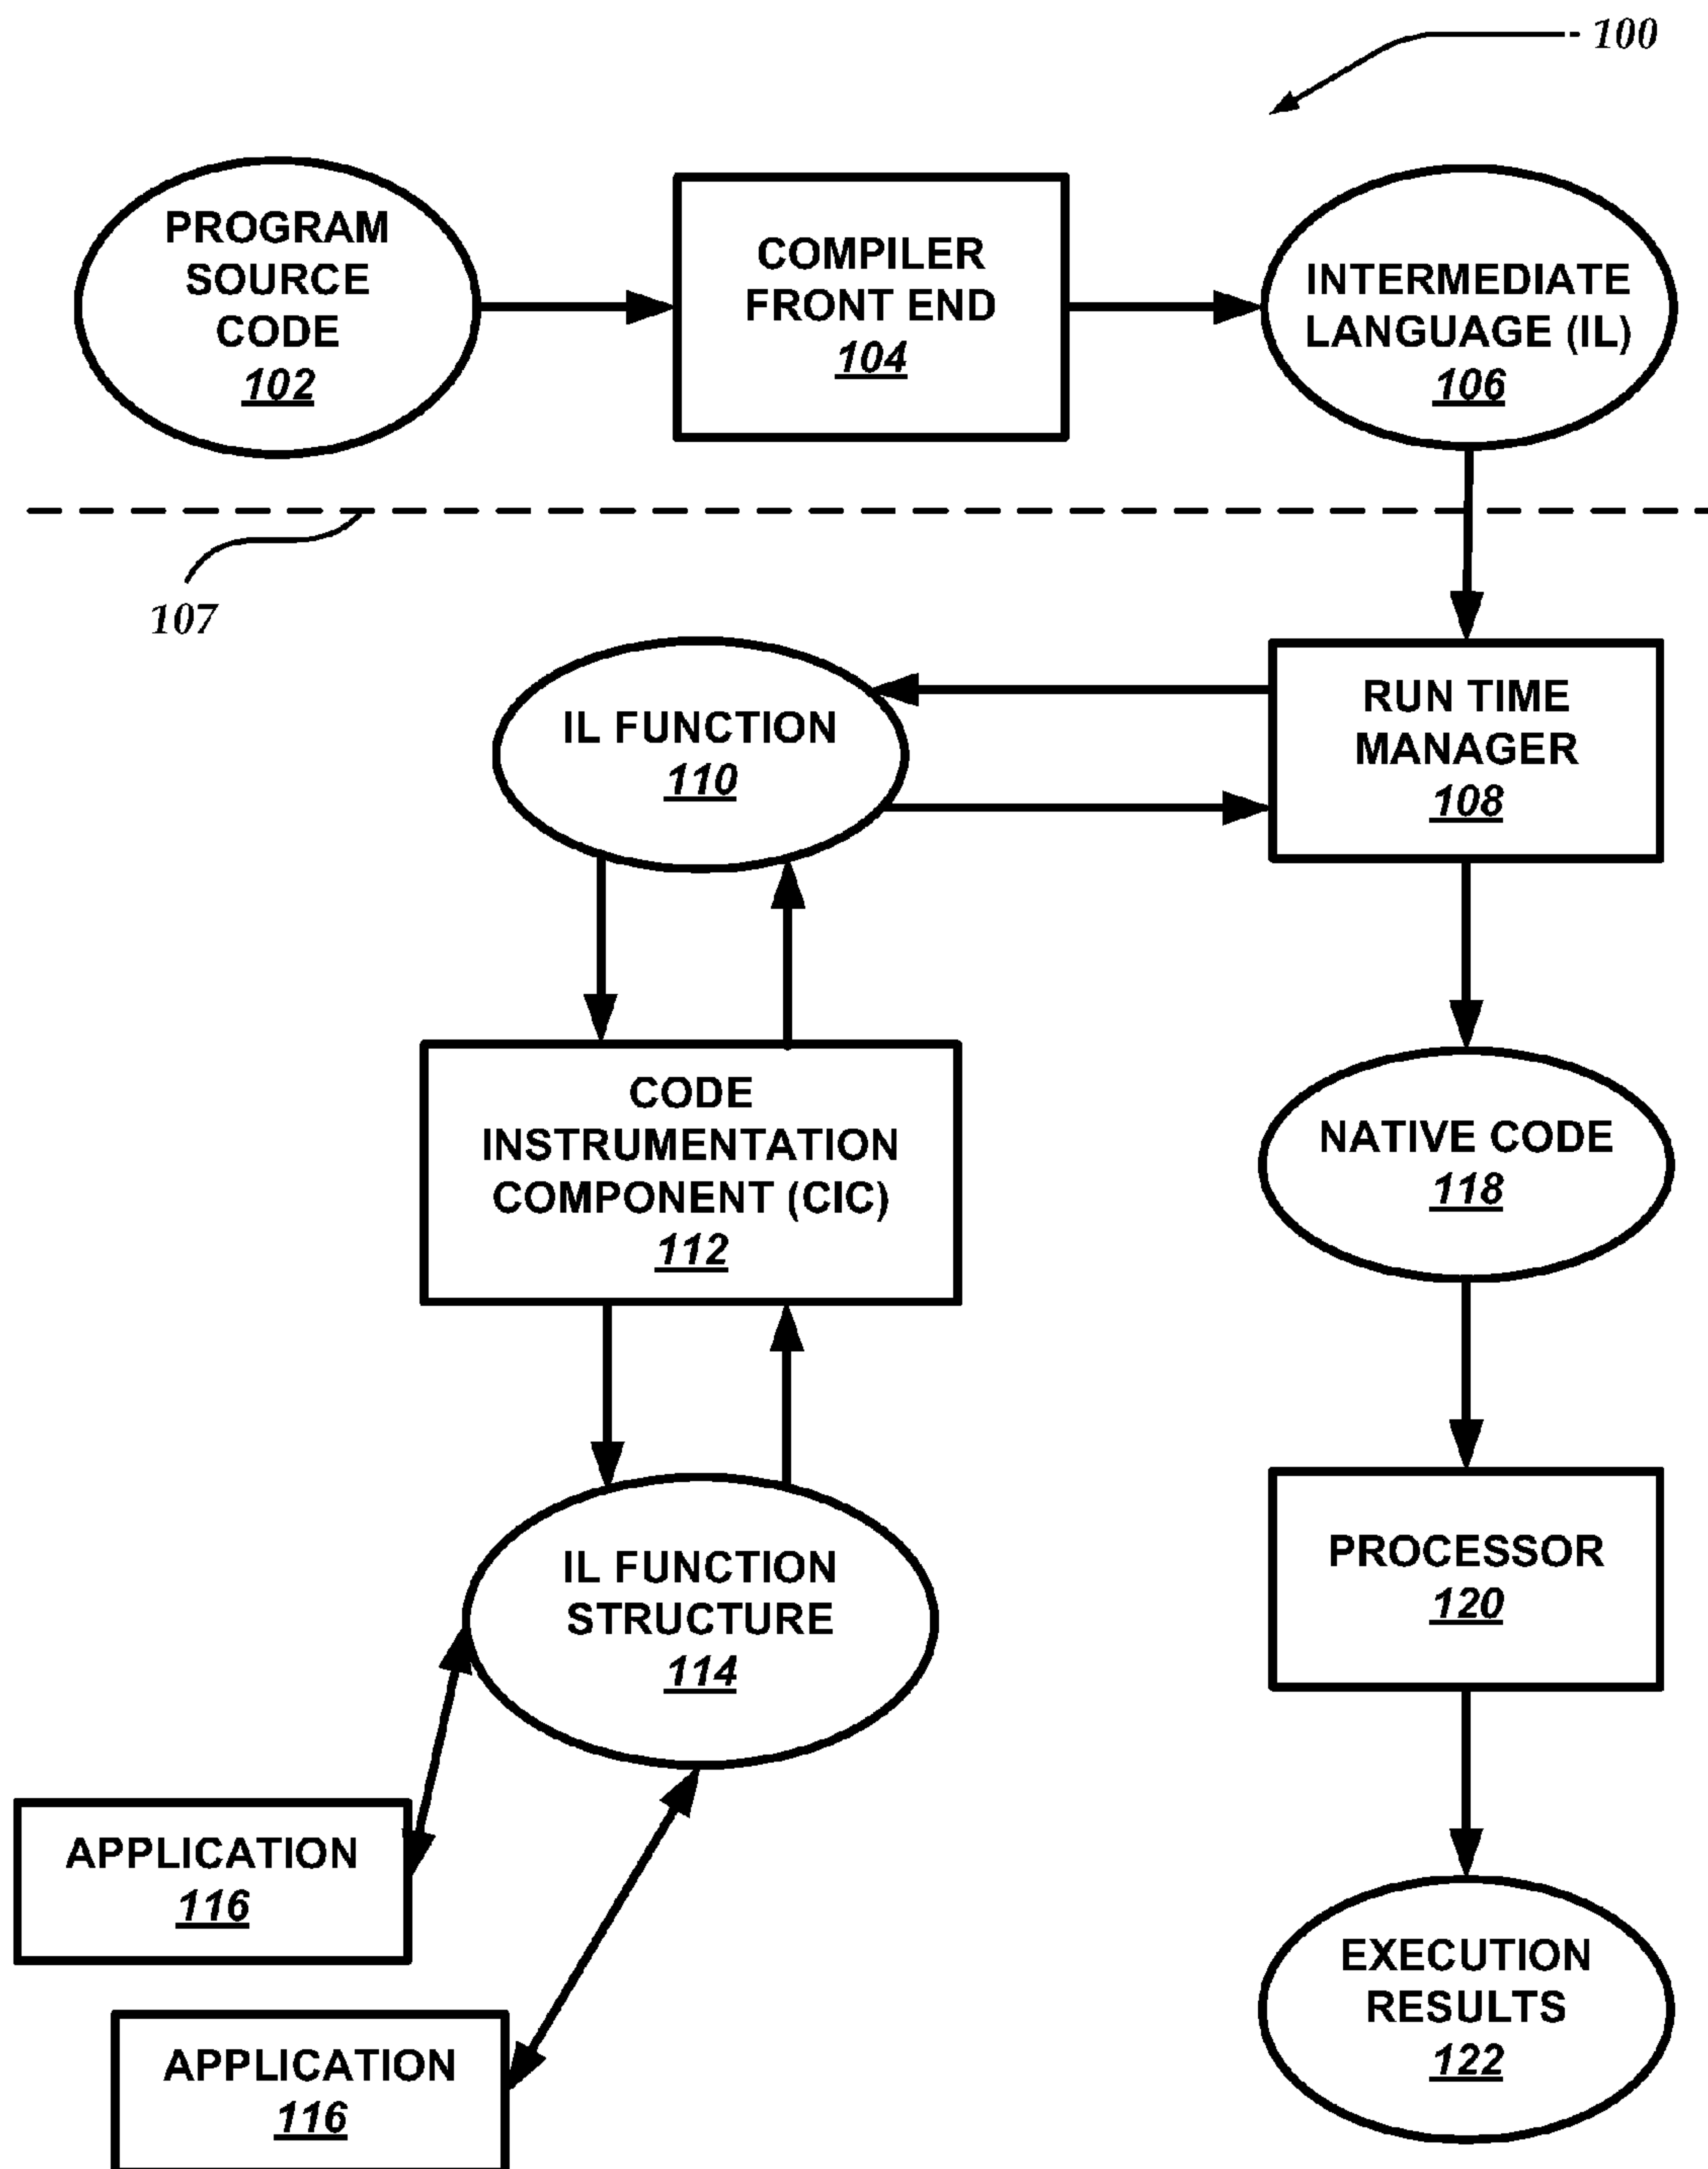 100
PROGRAM
SOURCE
CODE
102
COMPILER
FRONT END
104
INTERMEDIATE
LANGUAGE (IL)
106
107
IL FUNCTION
110
RUN TIME
MANAGER
108
CODE
INSTRUMENTATION
COMPONENT (CIC)
112
NATIVE CODE
118
IL FUNCTION
STRUCTURE
114
PROCESSOR
120
APPLICATION
116
APPLICATION
116
EXECUTION
RESULTS
122